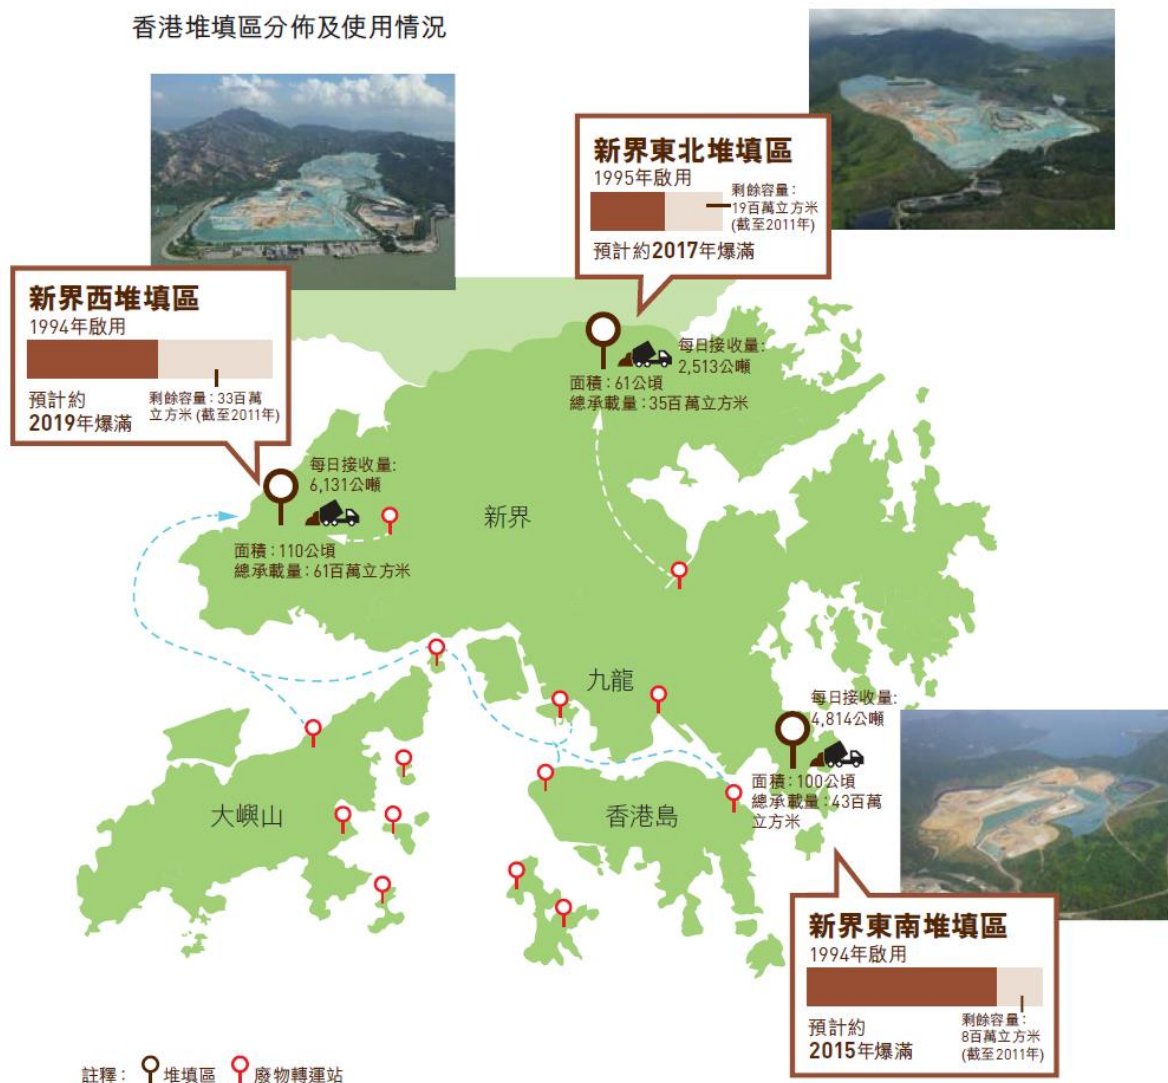 香港堆填區分佈及使用情況
新界東北堆填區
1995年啟用
剩餘容量：
19百萬立方米
(截至2011年)
預計約2017年爆滿
新界西堆填區
1994年啟用
預計約
2019年爆滿
剩餘容量：33百萬
立方米 (截至2011年)
每日接收量:
2,513公噸
面積：61公頃
總承載量：35百萬立方米
每日接收量:
6,131公噸
面積：110公頃
總承載量：61百萬立方米
新界
九龍
每日接收量:
4,814公噸
面積：100公頃
總承載量：43百萬
立方米
大嶼山
香港島
新界東南堆填區
1994年啟用
預計約
2015年爆滿
剩餘容量：
8百萬立方米
(截至2011年)
註釋： 堆填區 廢物轉運站